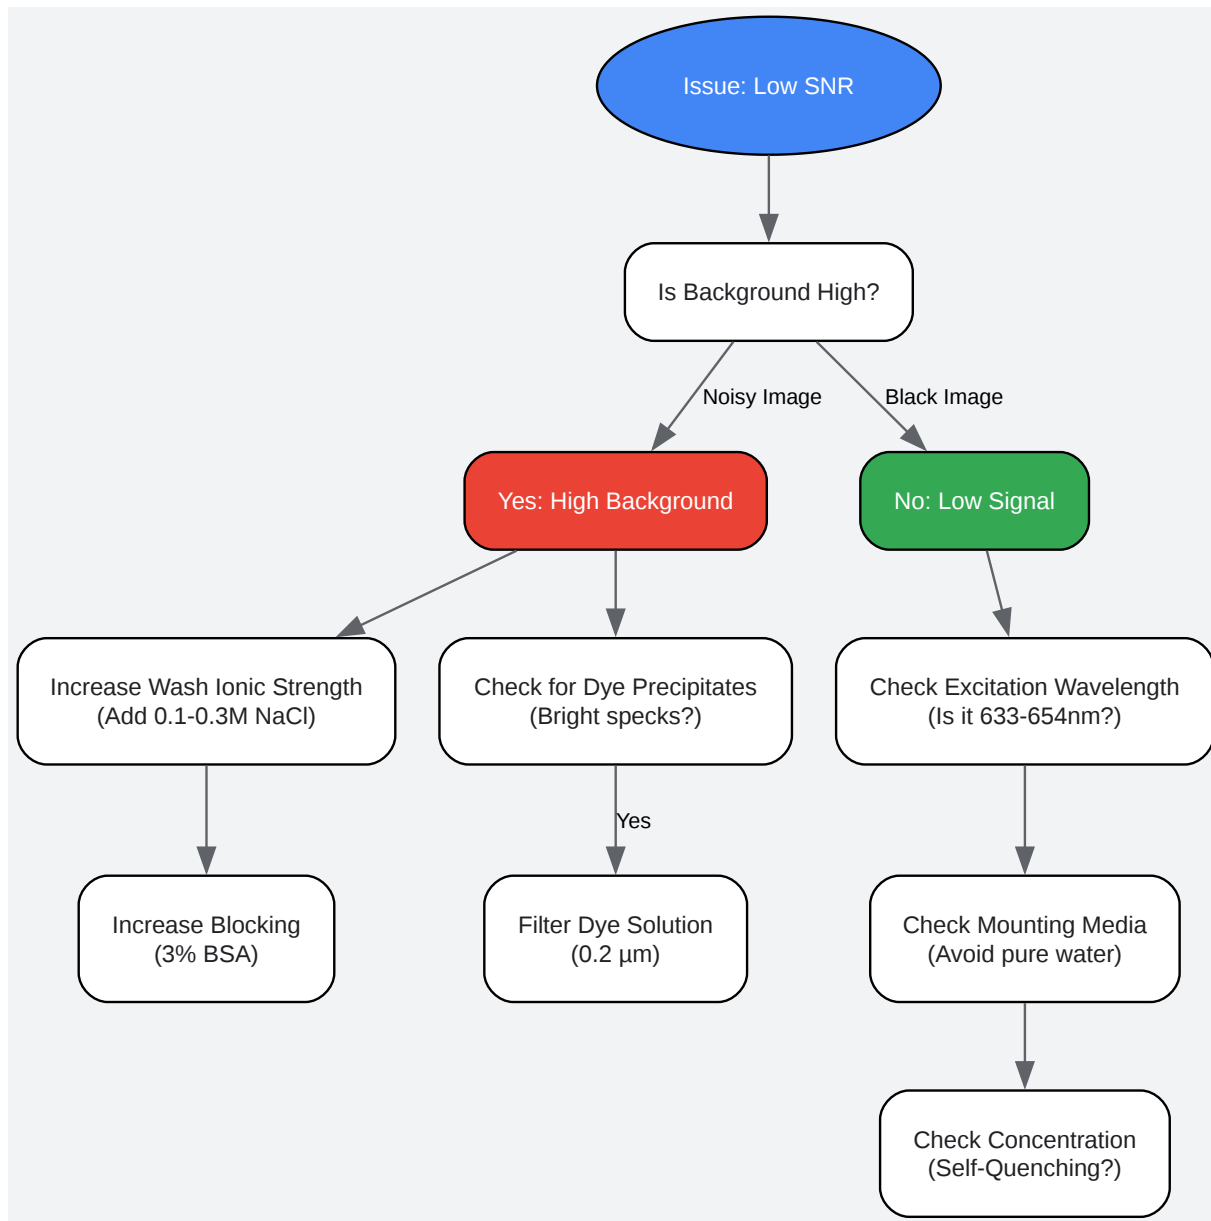 Issue: Low SNR
Is Background High?
Noisy Image
Black Image
Yes: High Background
No: Low Signal
Increase Wash Ionic Strength
(Add 0.1-0.3M NaCl)
Check for Dye Precipitates
(Bright specks?)
Check Excitation Wavelength
(Is it 633-654nm?)
Yes
Increase Blocking
(3% BSA)
Filter Dye Solution
(0.2 µm)
Check Mounting Media
(Avoid pure water)
Check Concentration
(Self-Quenching?)